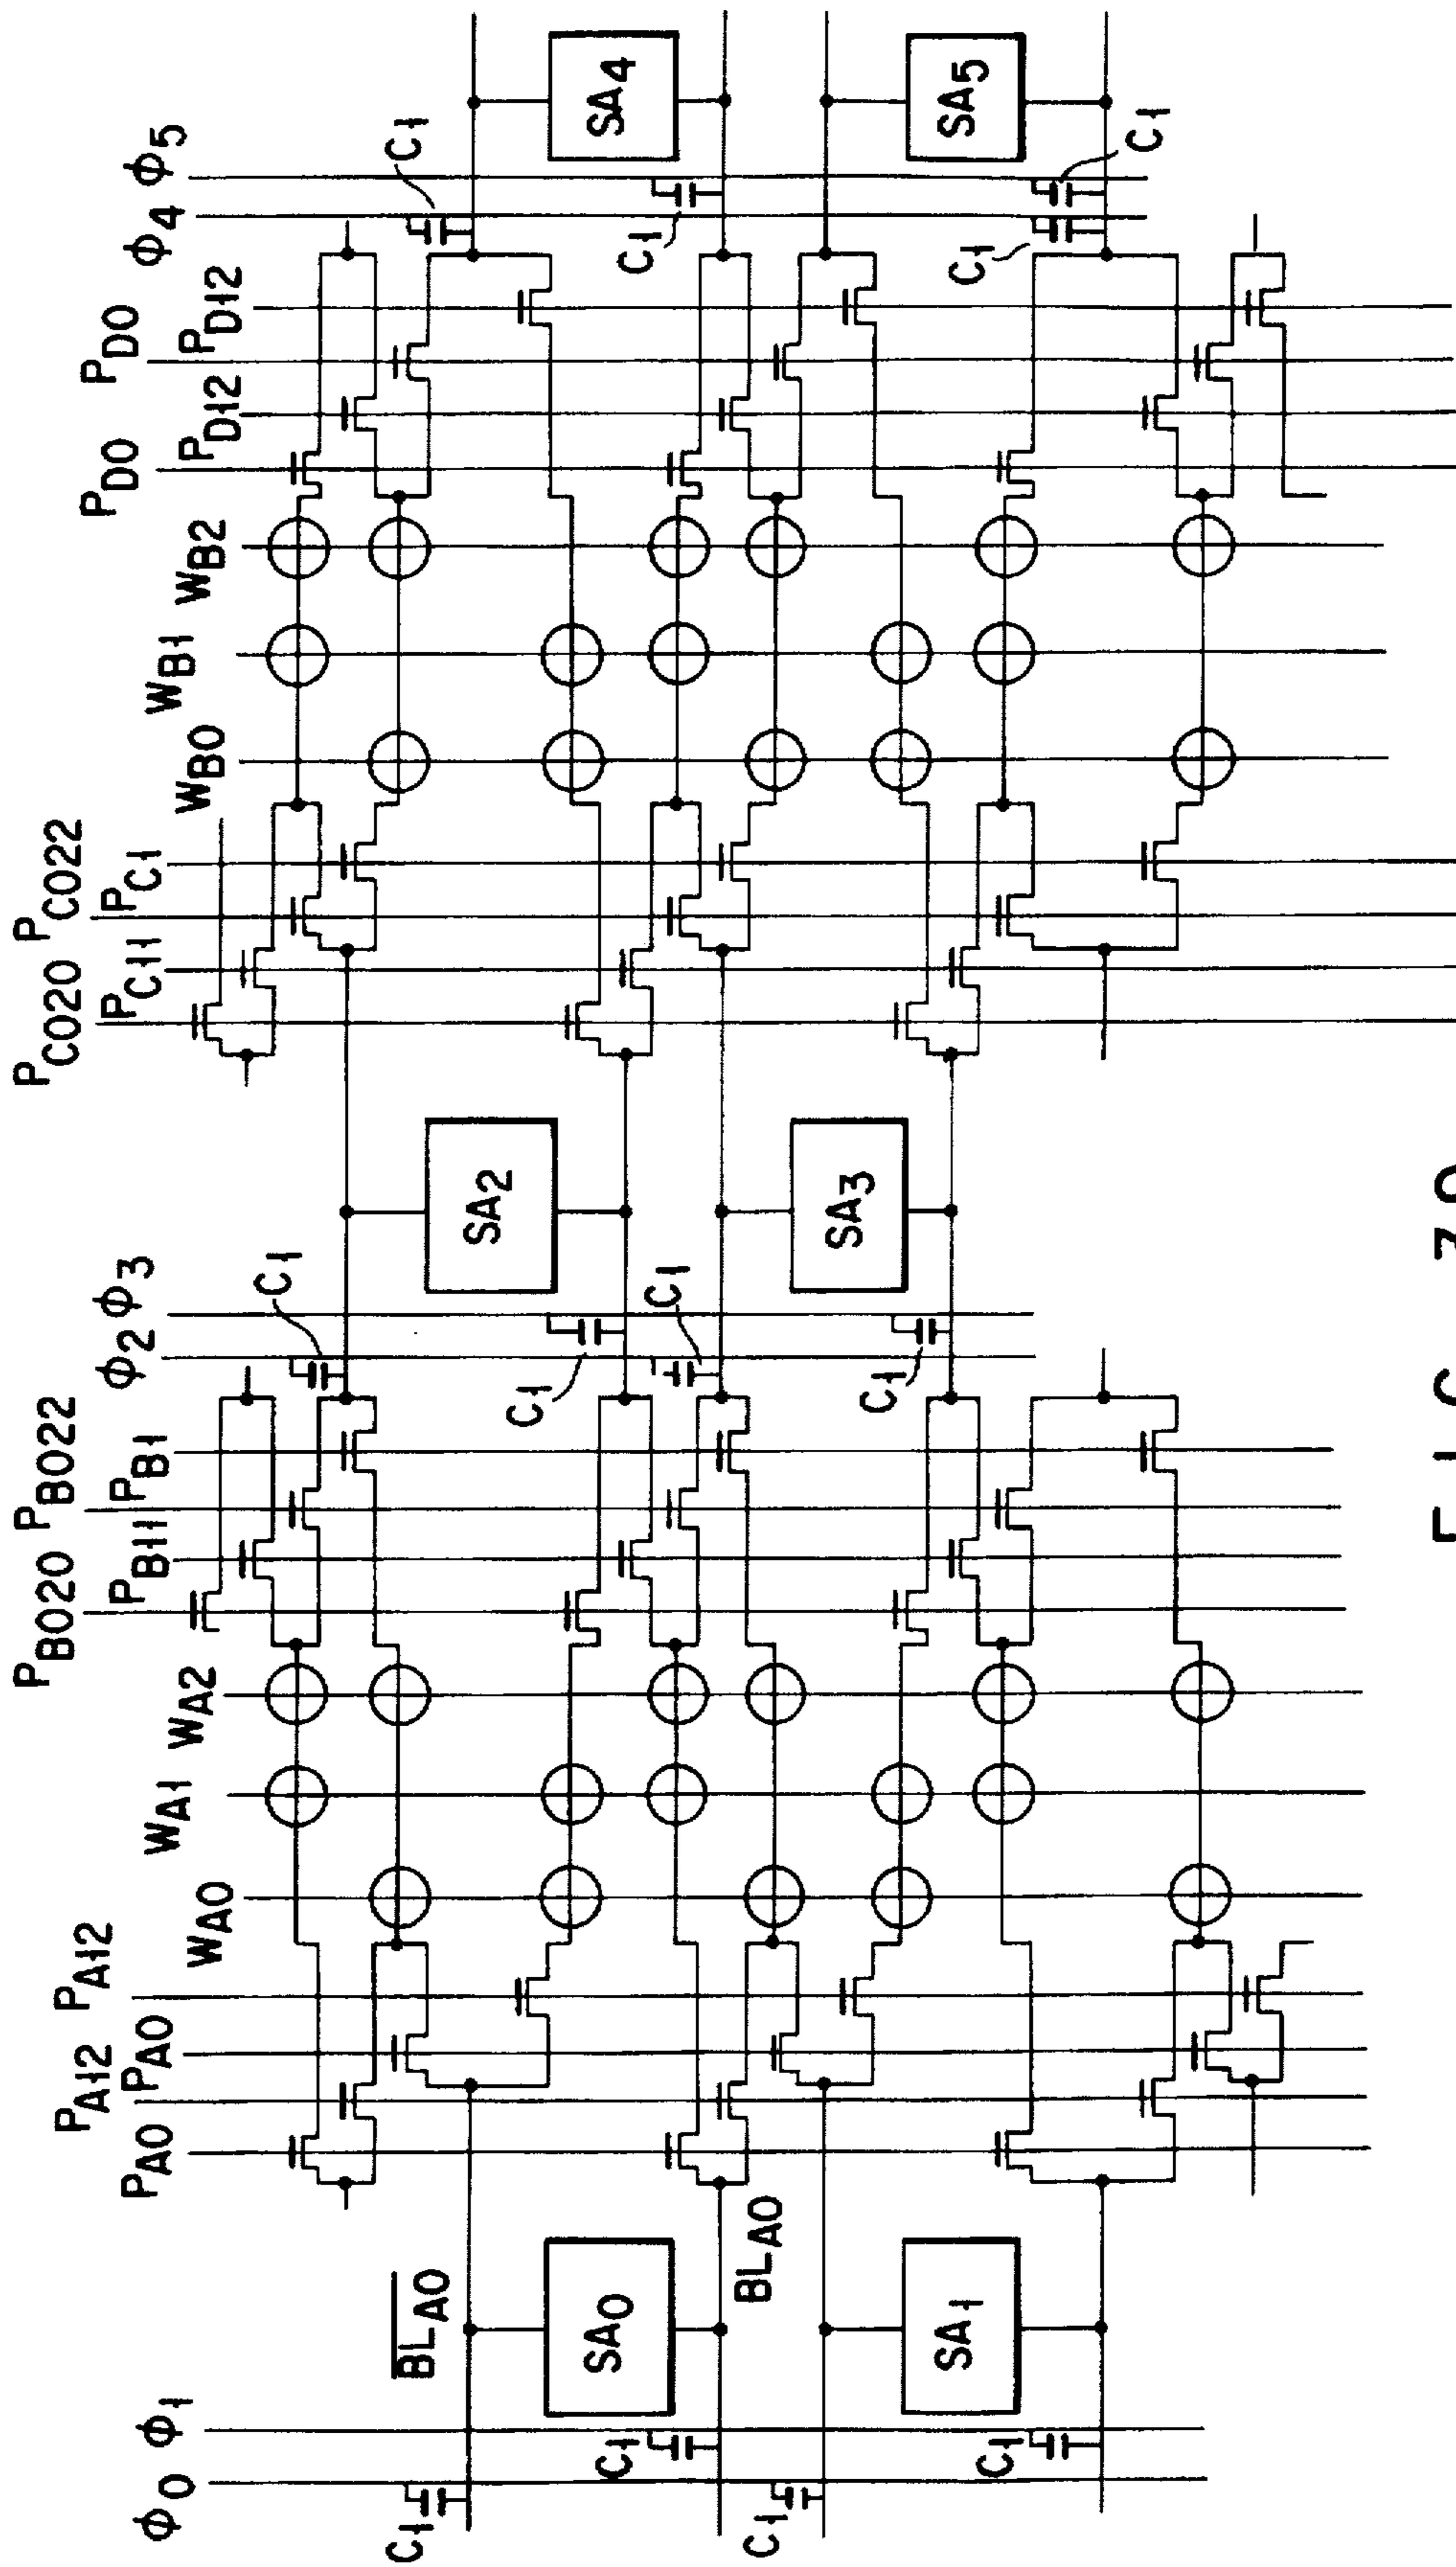 φ0
φ1
PA0
PA12
PA0
PA12
WA0
WA1
WA2
PB020
PB11
PB022
PB1
φ2
φ3
PC020
PC11
PC022
PC1
WB0
WB1
WB2
PD0
PD12
PD0
PD12
φ4
φ5
C1
BLA0
C1
C1
SA0
C1
SA2
C1
SA4
C1
BLA0
C1
C1
SA1
C1
SA3
C1
SA5
C1